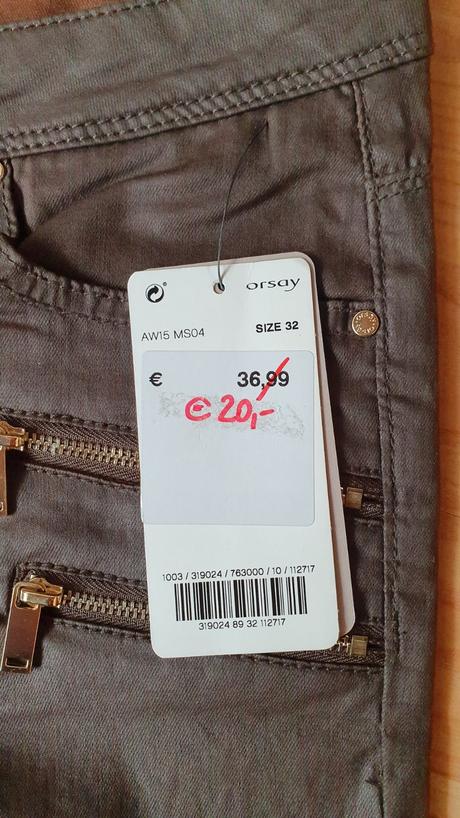 orsay
AW15 MS04 SIZE 32
€ 36,99
€ 20,-
1003 / 319024 / 763000 / 10 / 112717
319024 89 32 112717